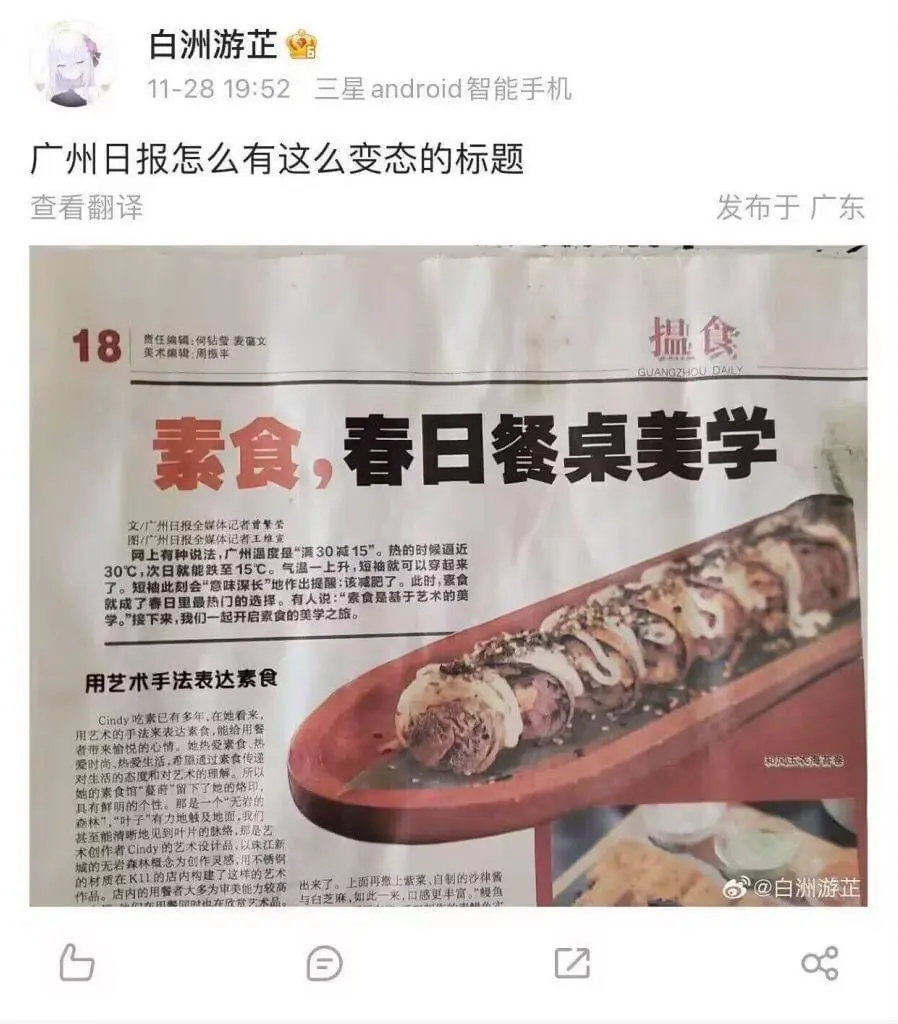 白洲游芷
11-28 19:52 三星android智能手机
广州日报怎么有这么变态的标题
查看翻译
发布于 广东
18
责任编辑:何钻莹 麦蔼文
美术编辑:周振丰
揾食
GUANGZHOU DAILY
素食,春日餐桌美学
文/广州日报全媒体记者曾繁莹
图/广州日报全媒体记者王维宣
网上有种说法,广州温度是“满30减15”。热的时候逼近
30℃,次日就能跌至15℃。气温一上升,短袖就可以穿起来
了。短袖此刻会“意味深长”地作出提醒:该减肥了。此时,素食
就成了春日里最热门的选择。有人说:“素食是基于艺术的美
学。”接下来,我们一起开启素食的美学之旅。
用艺术手法表达素食
Cindy吃素已有多年,在她看来,
用艺术的手法来表达素食,能给用餐
者带来愉悦的心情。她热爱素食、热
爱时尚、热爱生活,希望通过素食传递
对生活的态度和对艺术的理解。所以
她的素食馆“蔓蒔”留下了她的烙印,
具有鲜明的个性。那是一个“无岩的
森林”,“叶子”有力地触及地面,我们
甚至能清晰地见到叶片的脉络,那是艺
术创作者Cindy的艺术设计品,以珠江新
城的无岩森林概念为创作灵感,用不锈钢
的材质在K11的店内构建了这样的艺术
作品。店内的用餐者大多为审美能力较高
他们在用餐同时也在欣赏艺术品。
出来了。上面再撒上紫菜、自制的沙律酱
与白芝麻,如此一来,口感更丰富。“鳗鱼
@白洲游芷